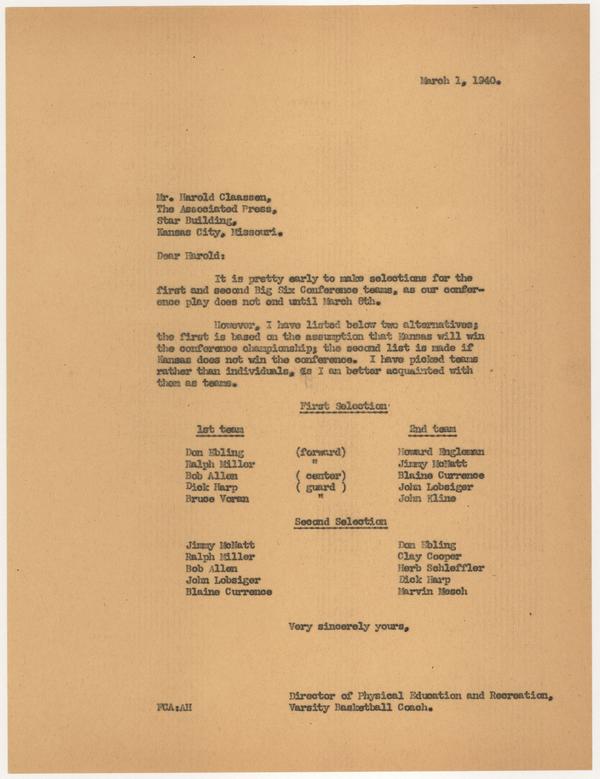 March 1, 1940.
Mr. Harold Claassen,
The Associated Press,
Star Building,
Kansas City, Missouri.
Dear Harold:
It is pretty early to make selections for the
first and second Big Six Conference teams, as our confer-
ence play does not end until March 8th.
However, I have listed below two alternatives;
the first is based on the assumption that Kansas will win
the conference championship; the second list is made if
Kansas does not win the conference. I have picked teams
rather than individuals, as I am better acquainted with
them as teams.
First Selection
1st team 2nd team
Don Ebling (forward) Howard Engleman
Ralph Miller " Jimmy McNatt
Bob Allen ( center) Blaine Currence
Dick Harp ( guard ) John Lobsiger
Bruce Voran " John Kline
Second Selection
Jimmy McNatt Don Ebling
Ralph Miller Clay Cooper
Bob Allen Herb Schleffler
John Lobsiger Dick Harp
Blaine Currence Marvin Mesch
Very sincerely yours,
Director of Physical Education and Recreation,
FCA:AH Varsity Basketball Coach.